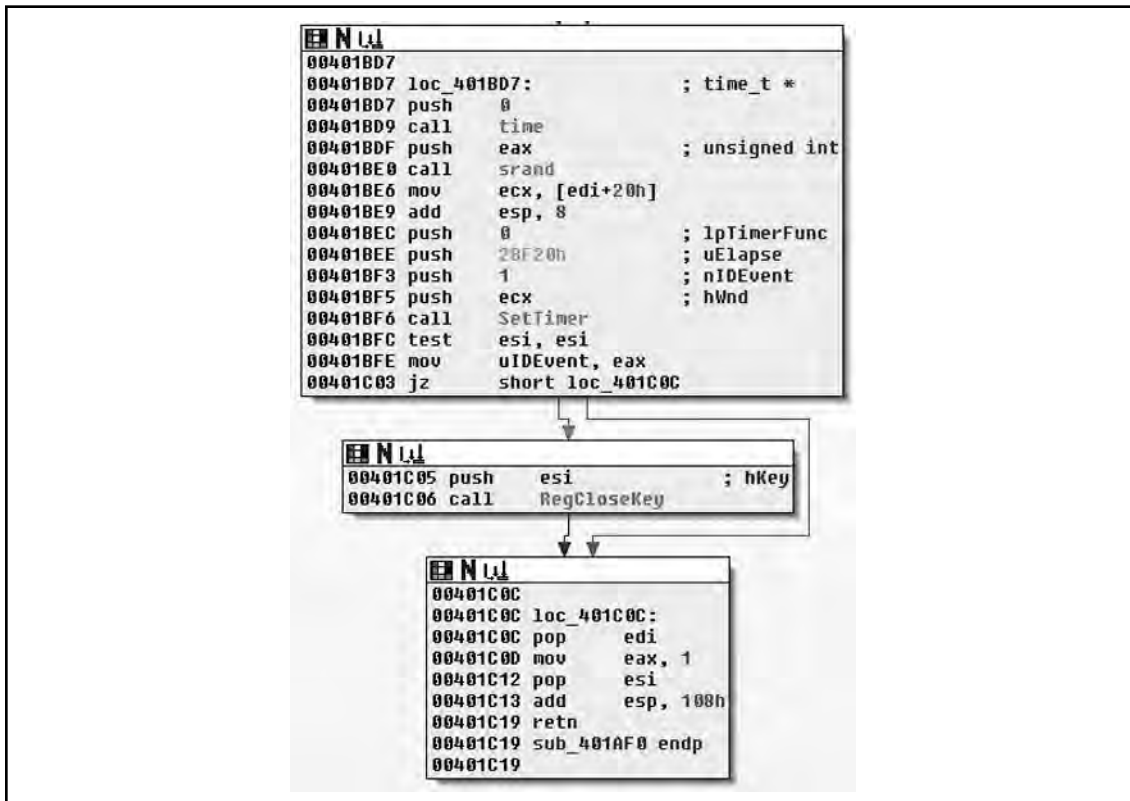 00401BD7
00401BD7 loc_401BD7: ; time_t *
00401BD7 push 0
00401BD9 call time
00401BDF push eax ; unsigned int
00401BE0 call srand
00401BE6 mov ecx, [edi+20h]
00401BE9 add esp, 8
00401BEC push 0 ; lpTimerFunc
00401BEE push 28F20h ; uElapse
00401BF3 push 1 ; nIDEvent
00401BF5 push ecx ; hWnd
00401BF6 call SetTimer
00401BFC test esi, esi
00401BFE mov uIDEvent, eax
00401C03 jz short loc_401C0C
00401C05 push esi ; hKey
00401C06 call RegCloseKey
00401C0C
00401C0C loc_401C0C:
00401C0C pop edi
00401C0D mov eax, 1
00401C12 pop esi
00401C13 add esp, 108h
00401C19 retn
00401C19 sub_401AF0 endp
00401C19